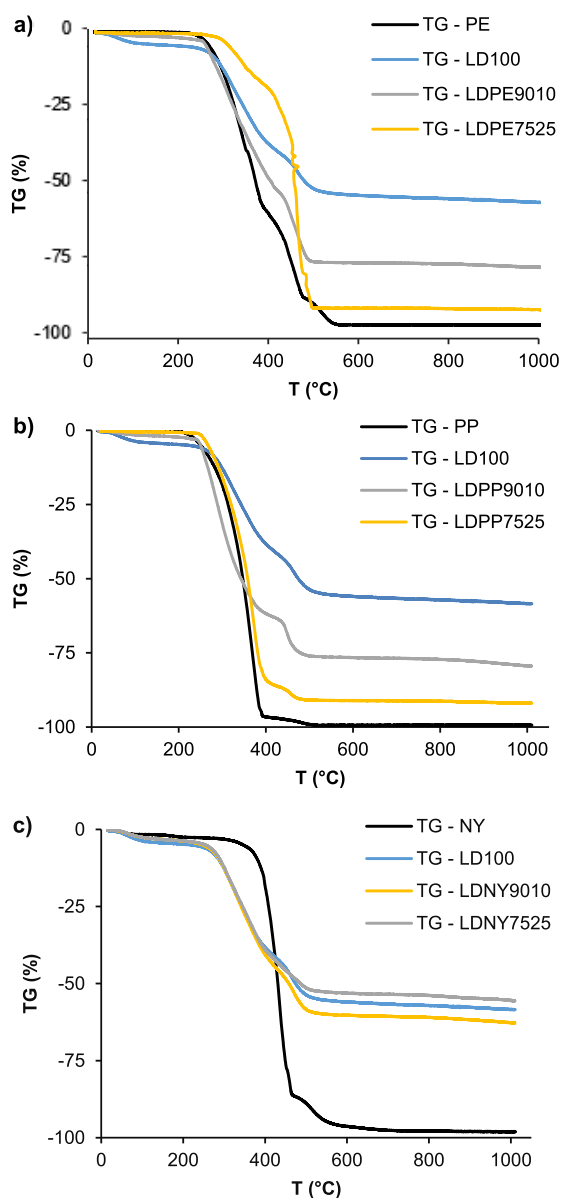 a)
TG (%)
0
-25
-50
-75
-100
0
200
400
600
800
1000
T (°C)
TG - PE
TG - LD100
TG - LDPE9010
TG - LDPE7525
b)
TG (%)
0
-25
-50
-75
-100
0
200
400
600
800
1000
T (°C)
TG - PP
TG - LD100
TG - LDPP9010
TG - LDPP7525
c)
TG (%)
0
-25
-50
-75
-100
0
200
400
600
800
1000
T (°C)
TG - NY
TG - LD100
TG - LDNY9010
TG - LDNY7525